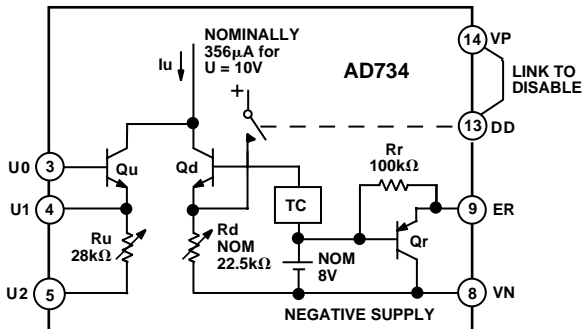 NOMINALLY
356µA for
U = 10V
Iu
AD734
14 VP
LINK TO
DISABLE
+
13 DD
U0 3
Qu
Qd
Rr
100kΩ
U1 4
TC
9 ER
Ru
28kΩ
Rd
NOM
22.5kΩ
NOM
8V
Qr
U2 5
8 VN
NEGATIVE SUPPLY